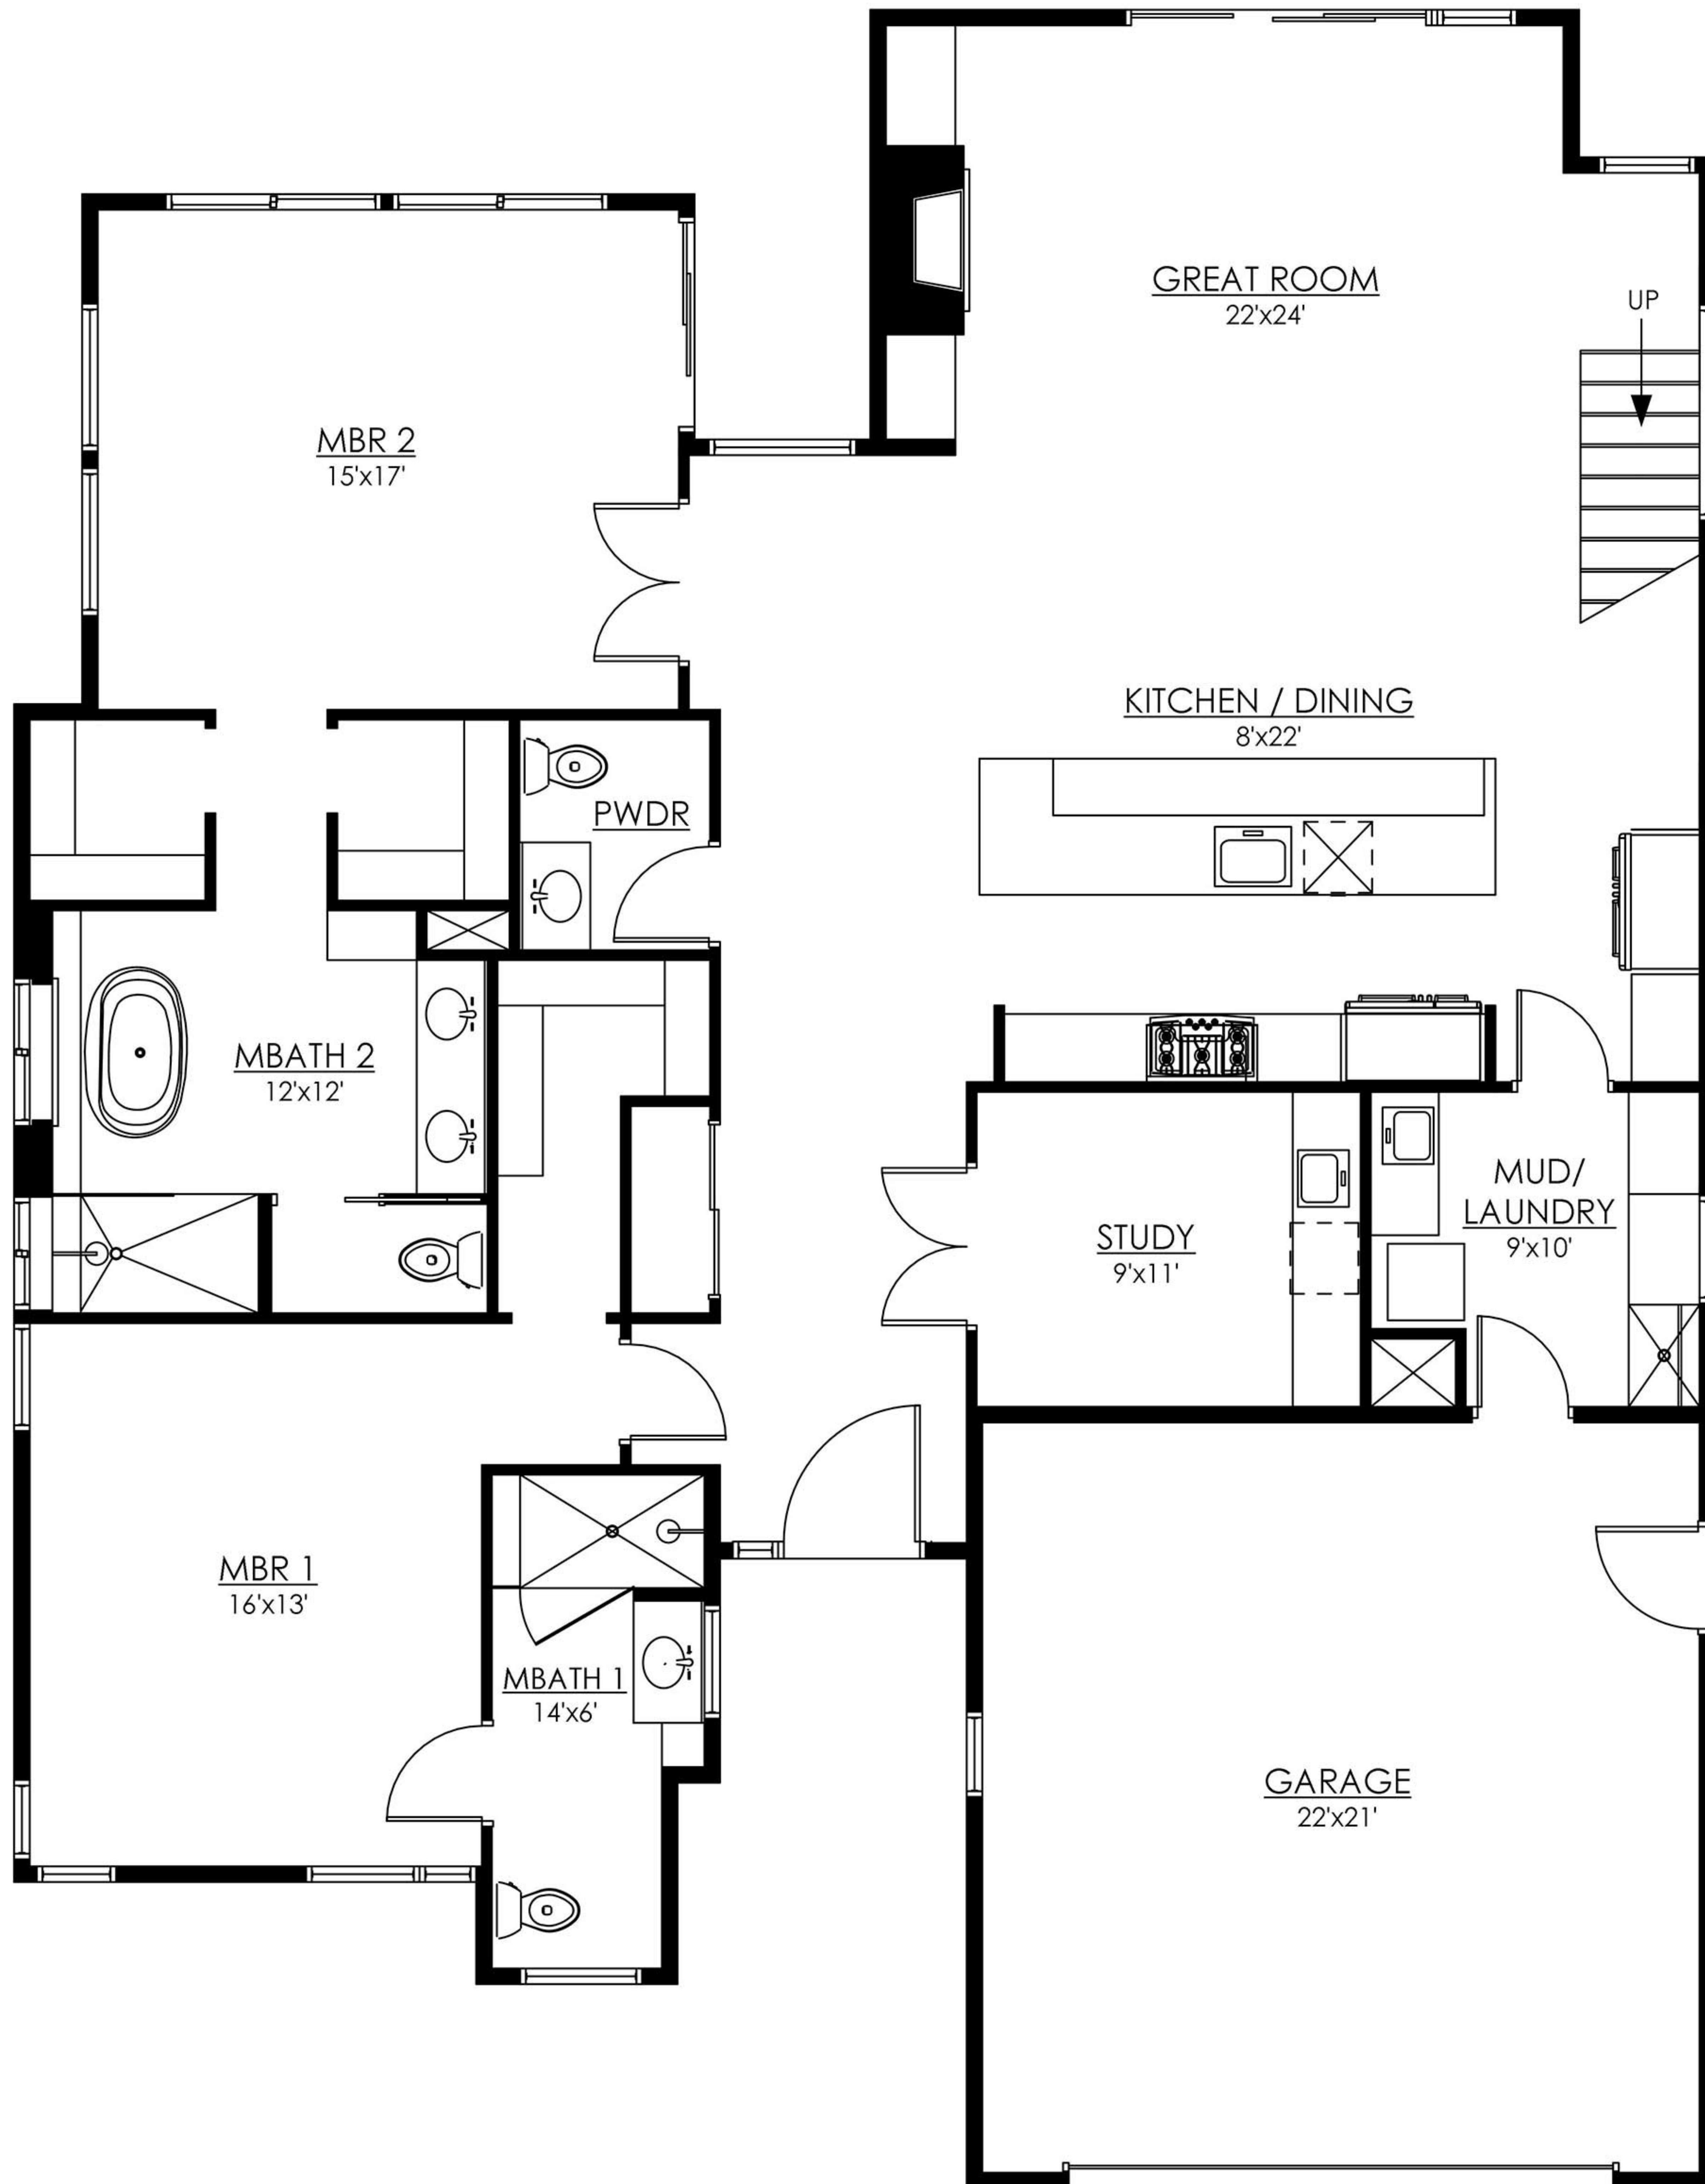 GREAT ROOM
22'x24'
UP
MBR 2
15'x17'
KITCHEN / DINING
8'x22'
PWDR
MBATH 2
12'x12'
MUD/
LAUNDRY
9'x10'
STUDY
9'x11'
MBR 1
16'x13'
MBATH 1
14'x6'
GARAGE
22'x21'